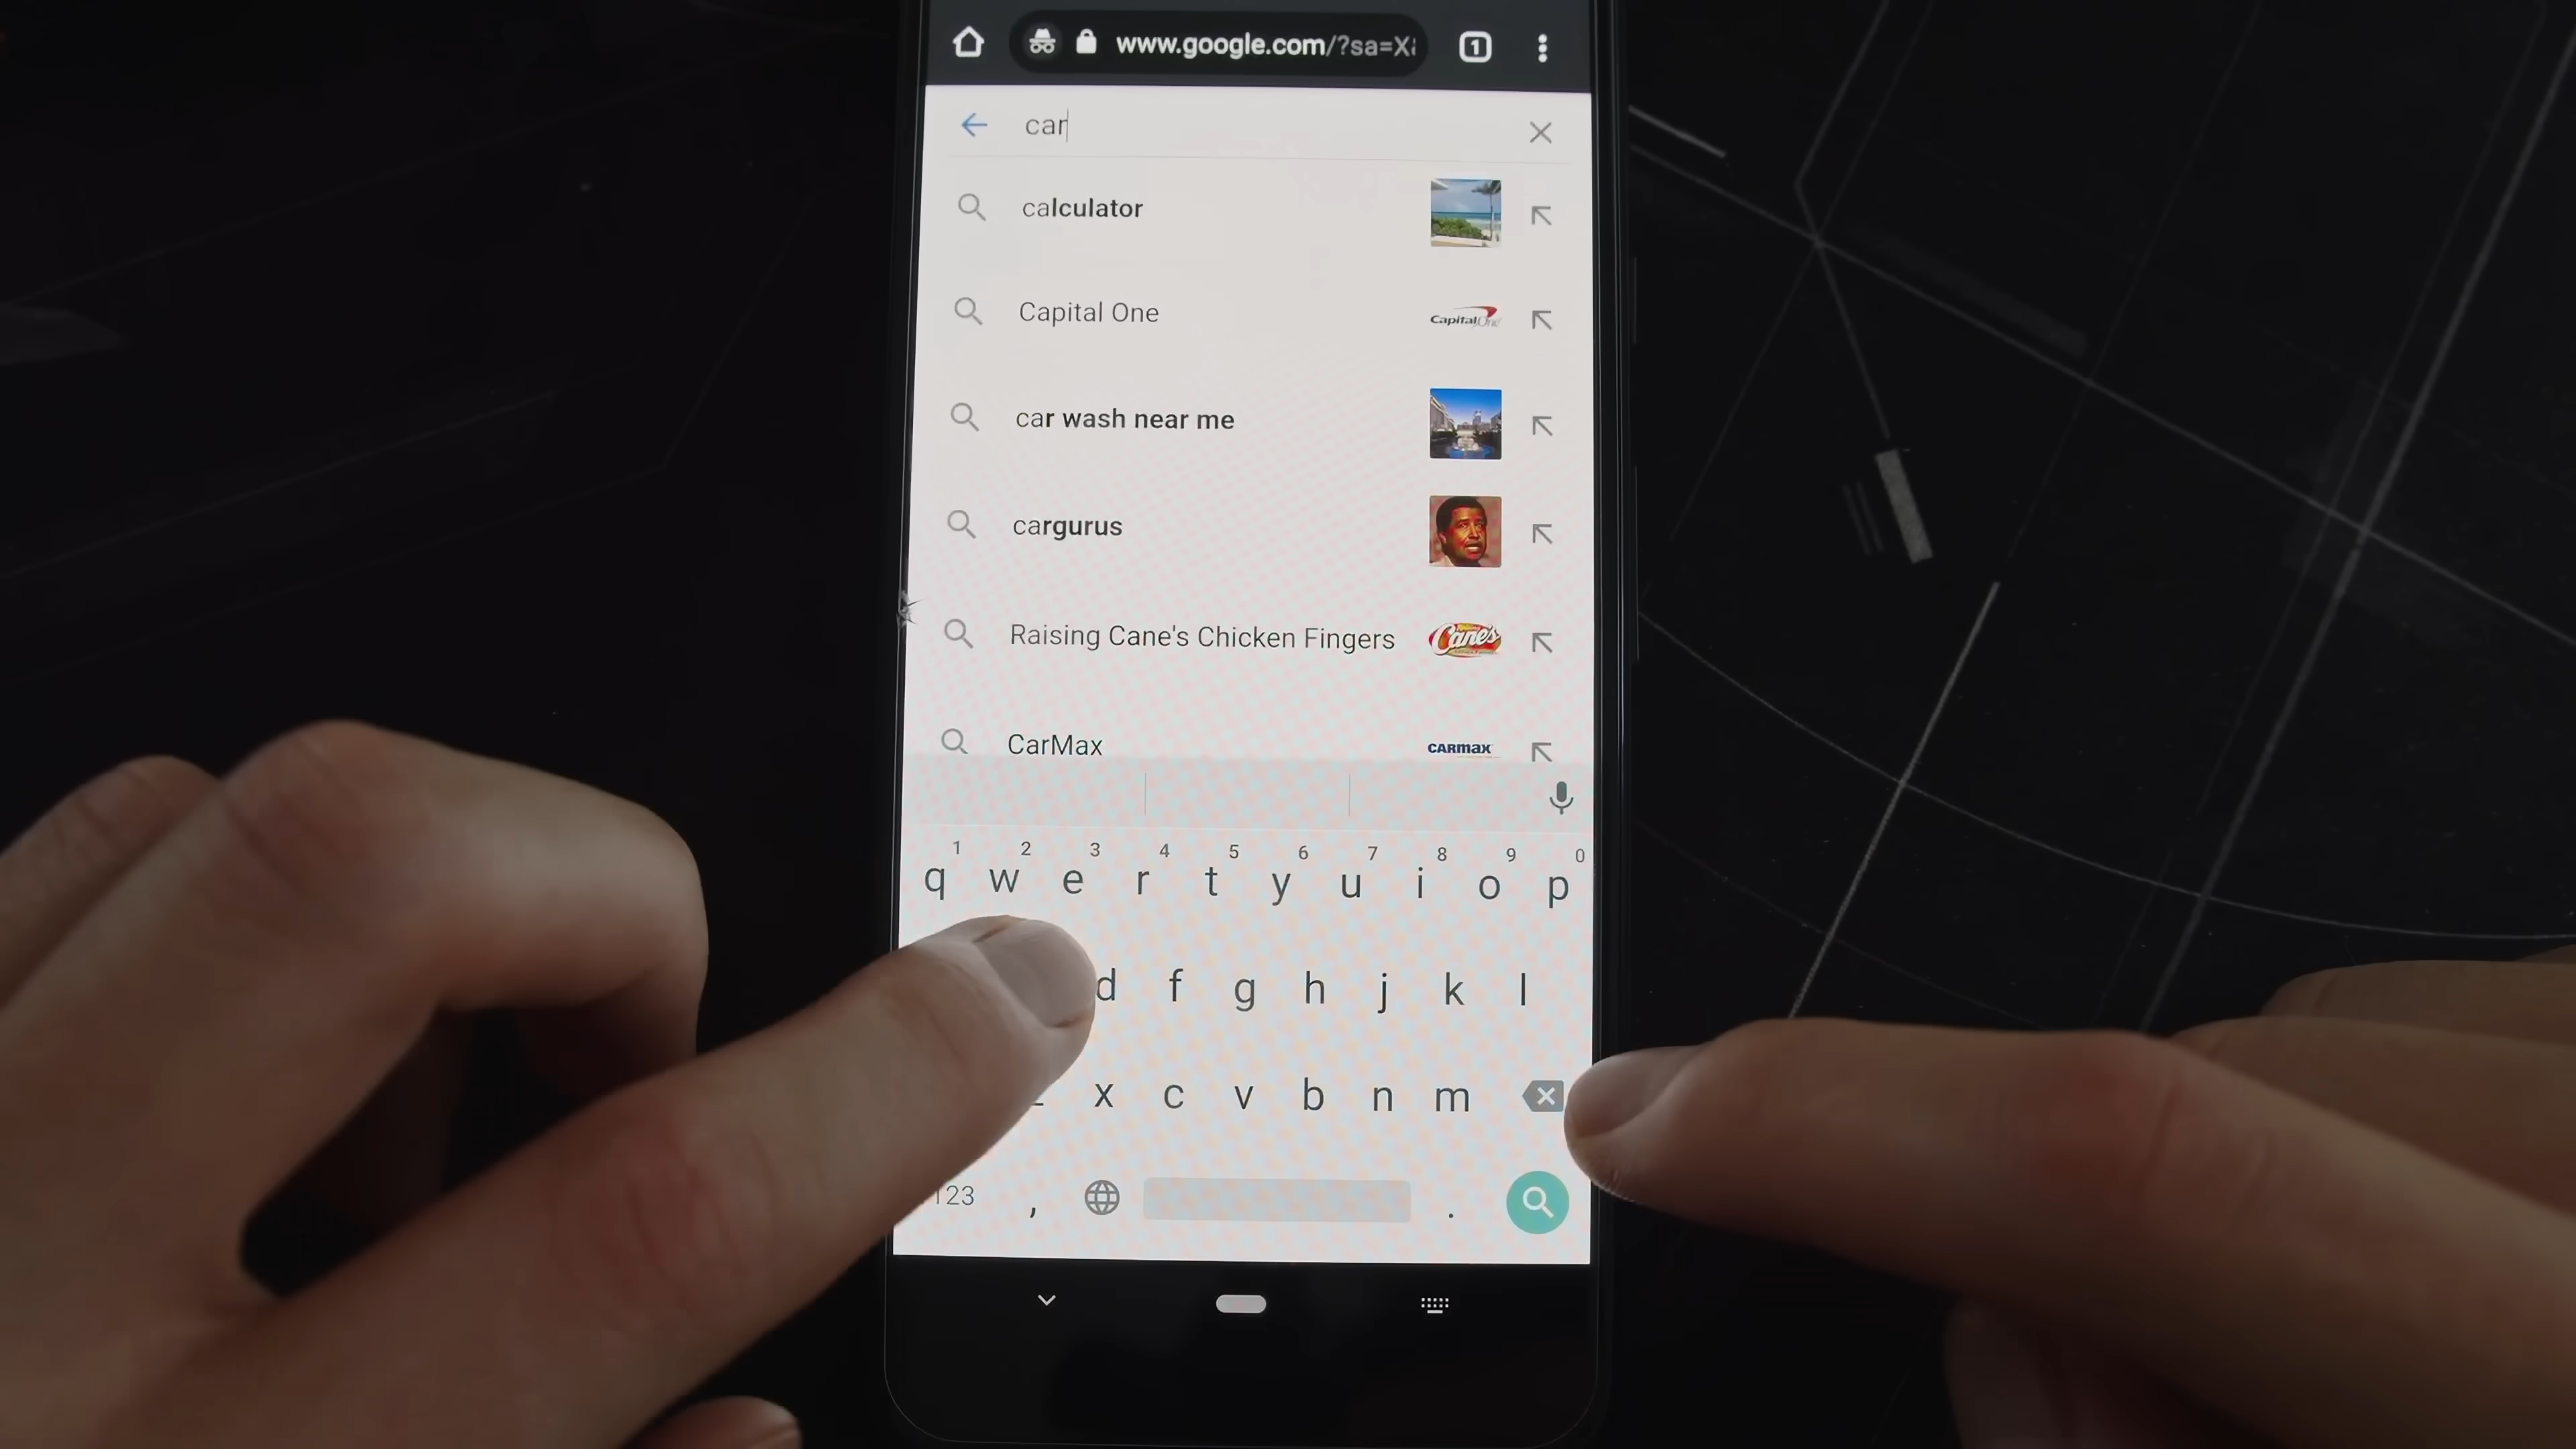 www.google.com/?sa=X
1
car
calculator
Capital One
CapitalOne
car wash near me
cargurus
Raising Cane's Chicken Fingers
Cane's
CarMax
CARMAX
1 2 3 4 5 6 7 8 9 0
q w e r t y u i o p
d f g h j k l
x c v b n m
123 , .